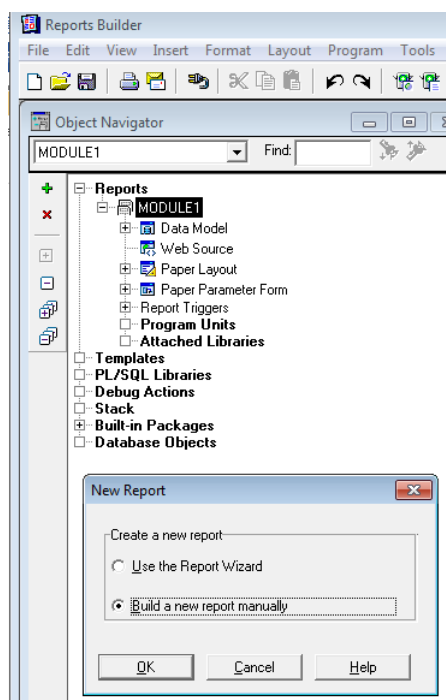 Reports Builder
File Edit View Insert Format Layout Program Tools
Object Navigator
MODULE1 Find:
Reports
MODULE1
Data Model
Web Source
Paper Layout
Paper Parameter Form
Report Triggers
Program Units
Attached Libraries
Templates
PL/SQL Libraries
Debug Actions
Stack
Built-in Packages
Database Objects
New Report
Create a new report
Use the Report Wizard
Build a new report manually
OK Cancel Help